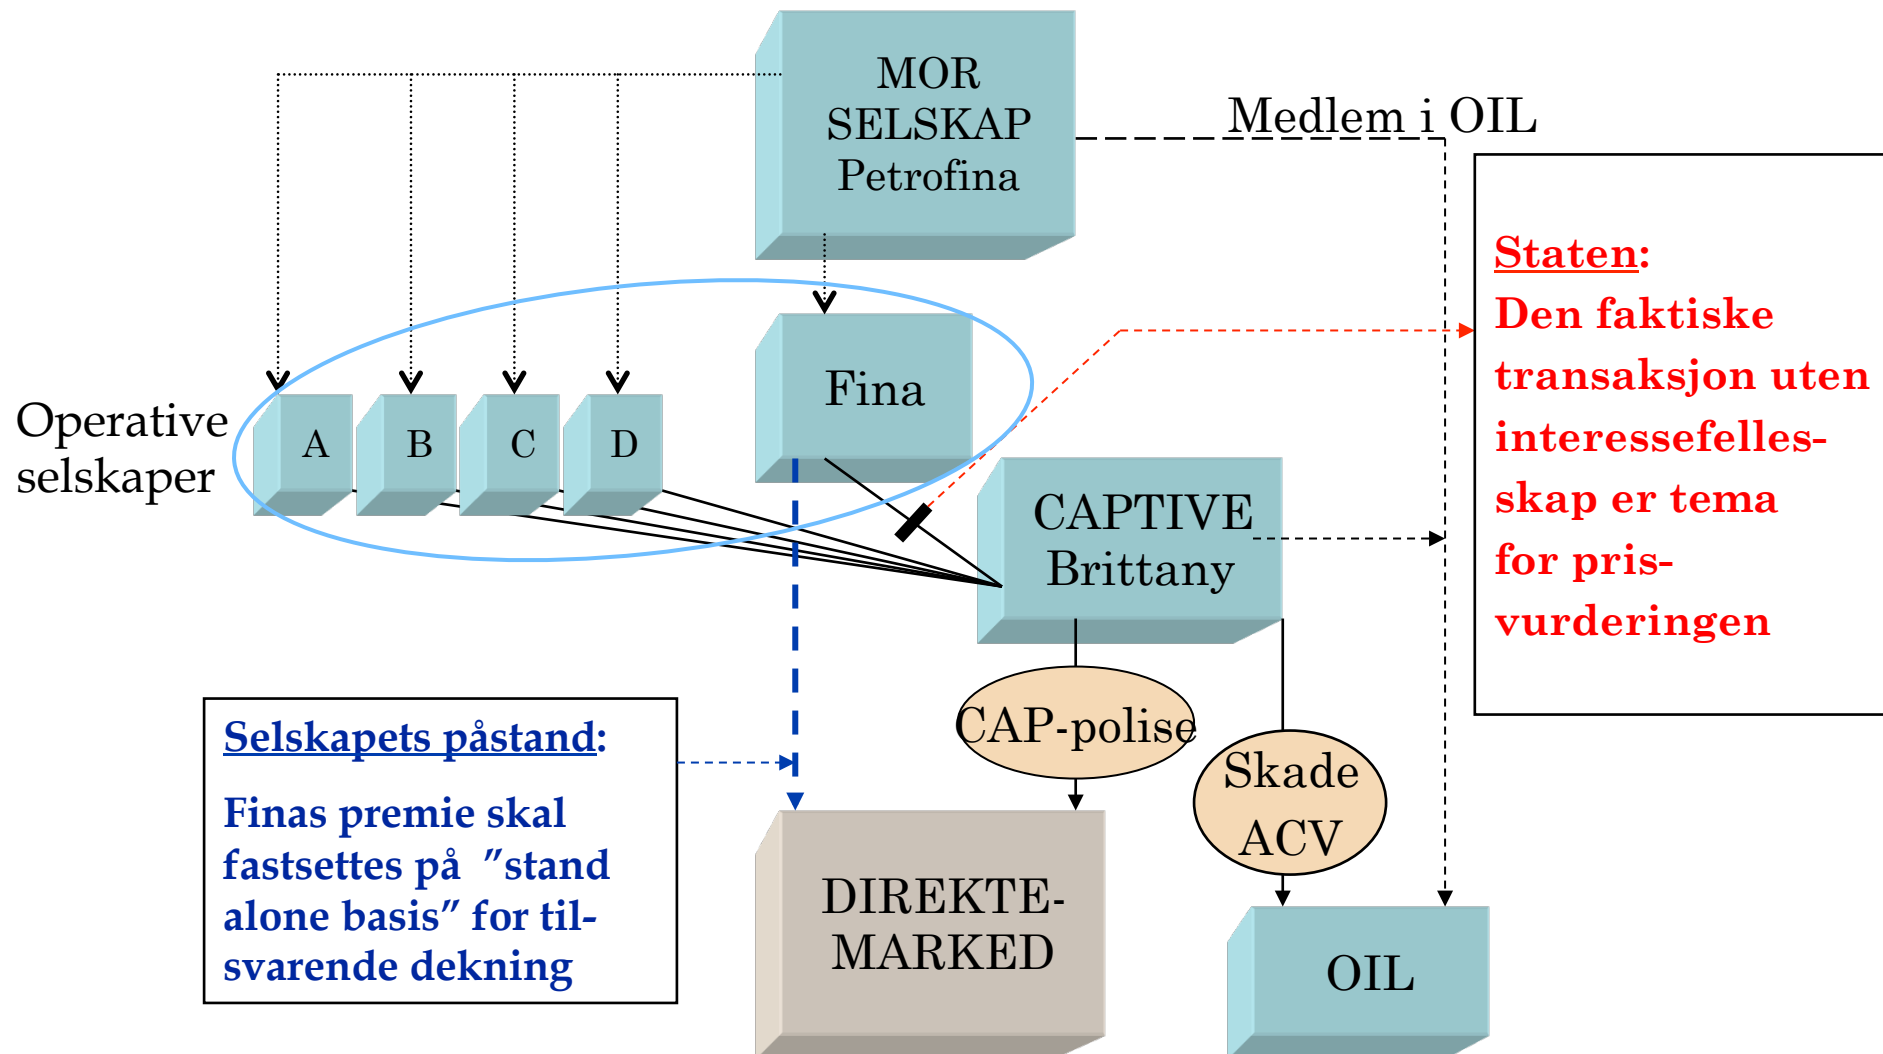 MOR
SELSKAP
Petrofina
Medlem i OIL
Staten:
Den faktiske
transaksjon uten
interessefelles-
skap er tema
for pris-
vurderingen
Fina
Operative
selskaper
A
B
C
D
CAPTIVE
Brittany
Selskapets påstand:
Finas premie skal
fastsettes på ”stand
alone basis” for til-
svarende dekning
CAP-polise
Skade
ACV
DIREKTE-
MARKED
OIL